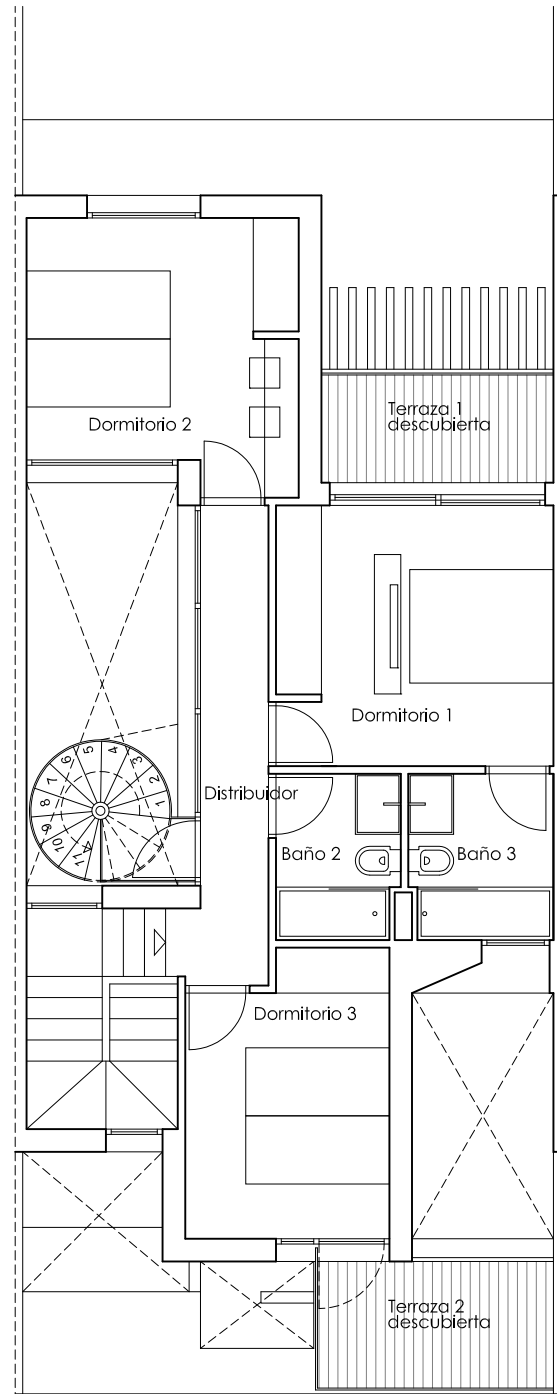 Terraza 1
descubierta
Dormitorio 2
Dormitorio 1
1
2
3
4
5
6
7
8
9
10
11
Distribuidor
Baño 2
Baño 3
Dormitorio 3
Terraza 2
descubierta